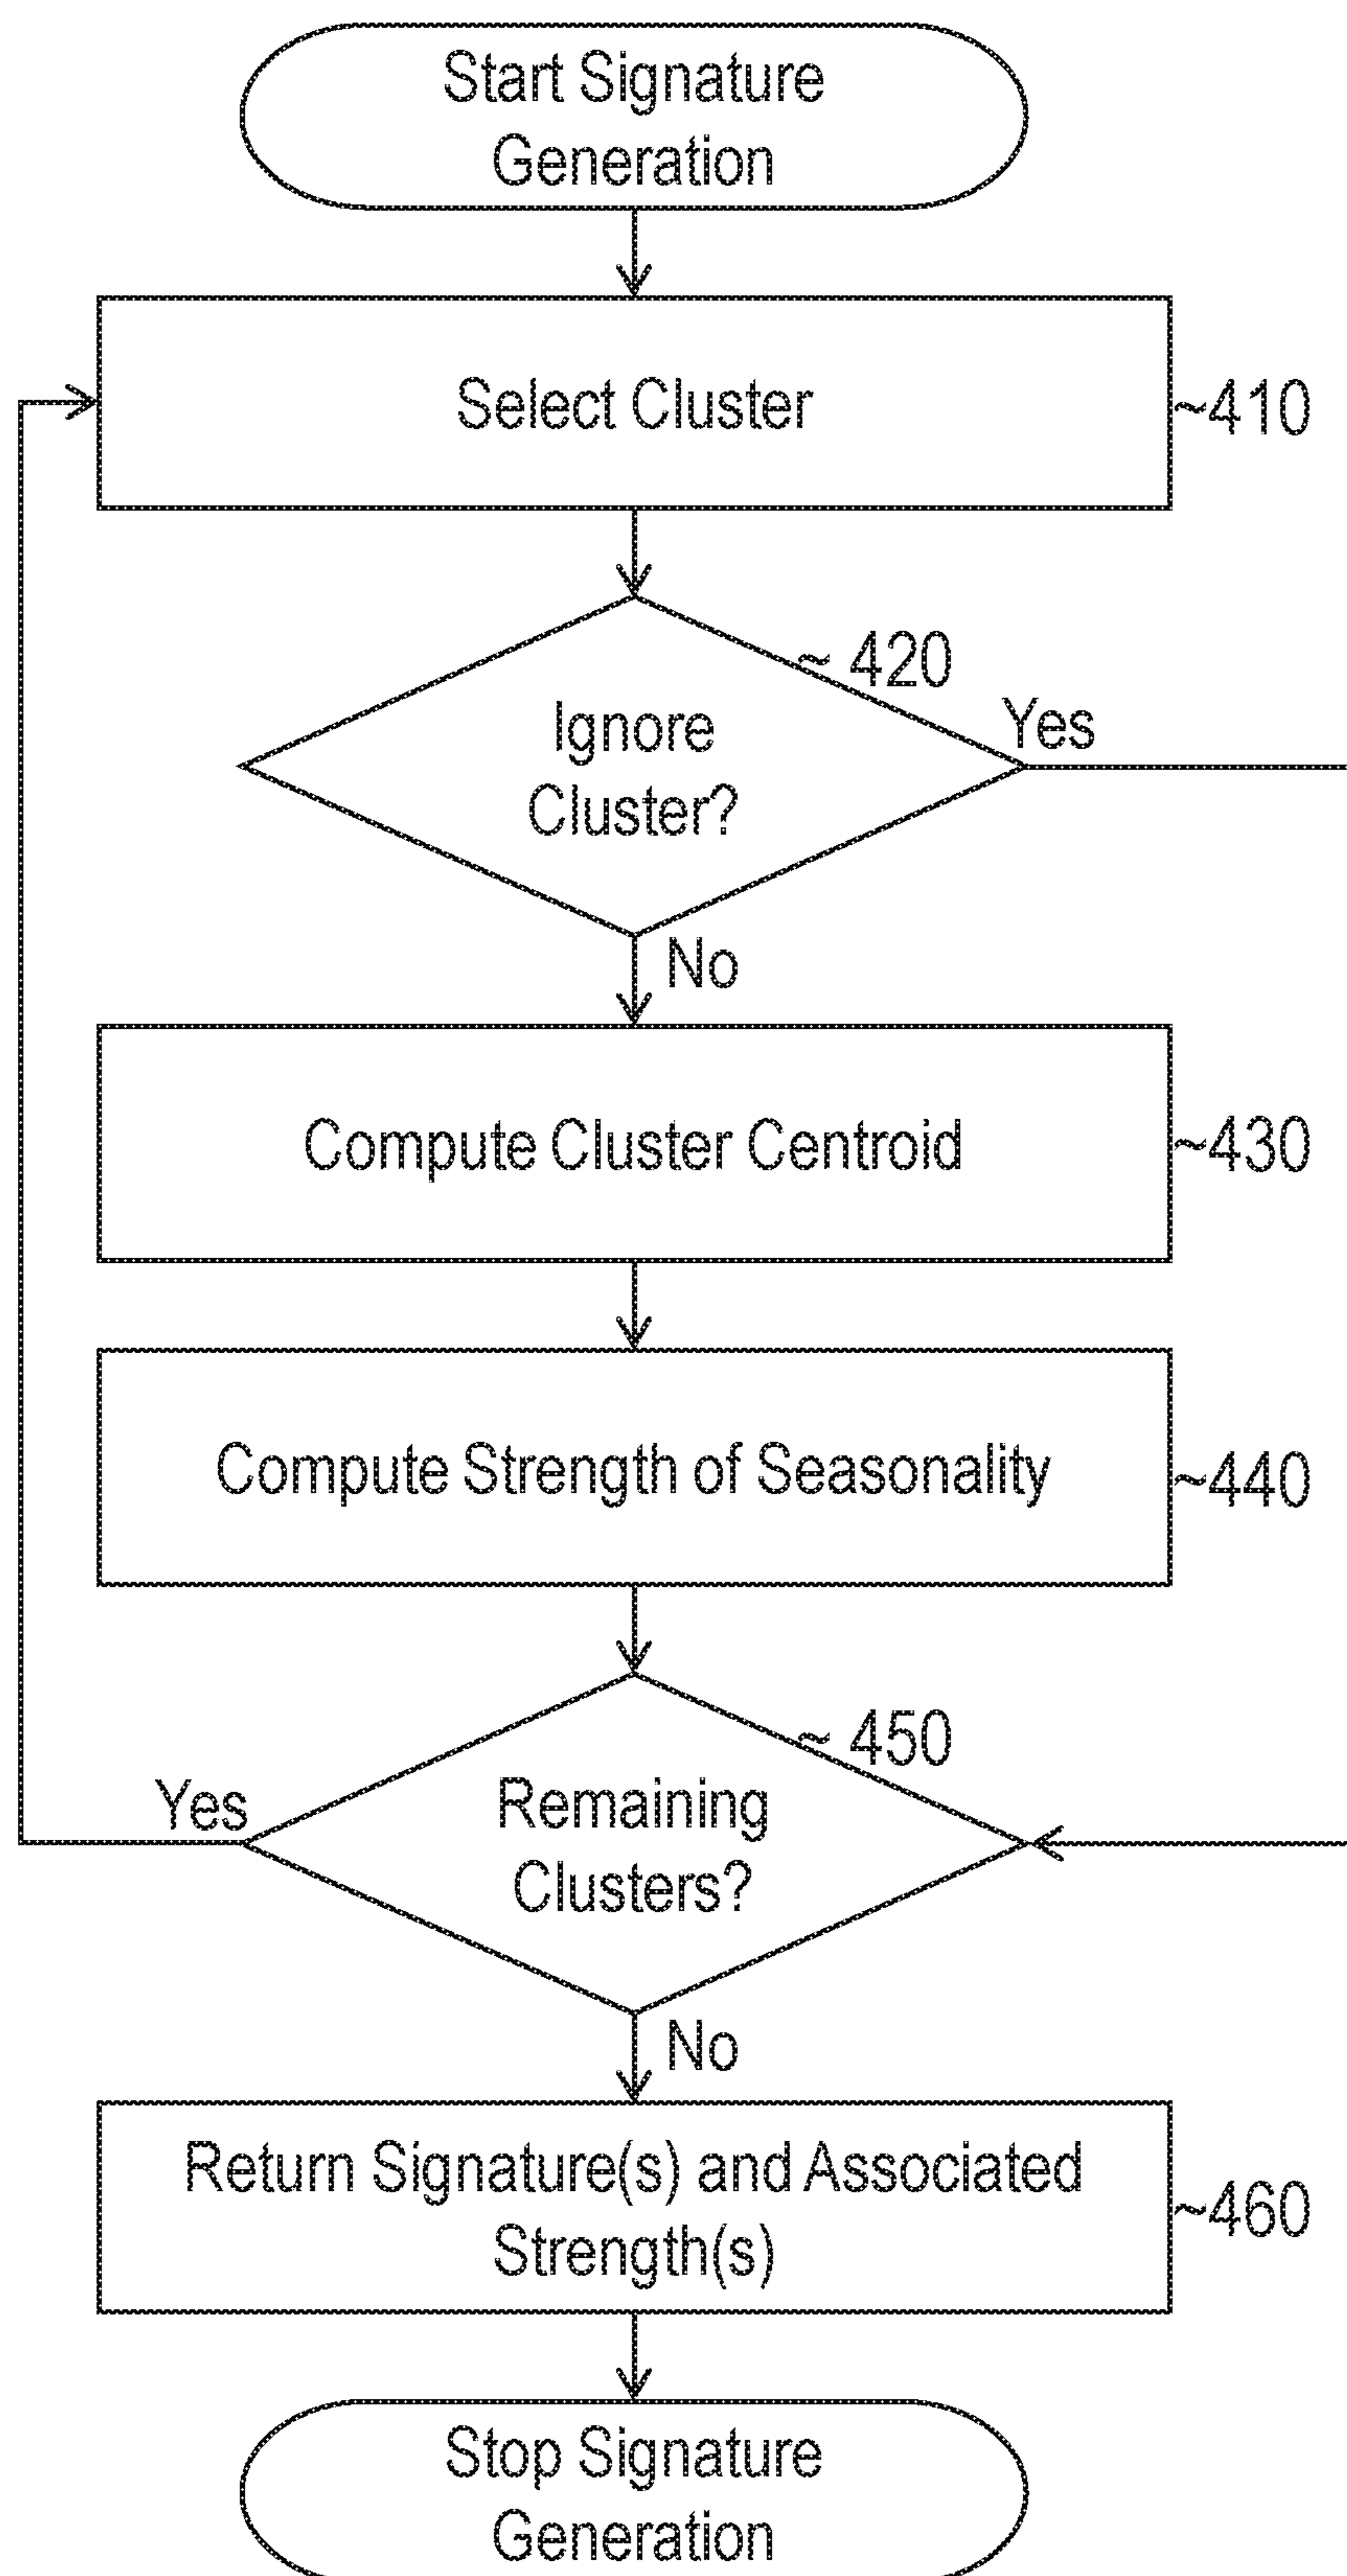 Start Signature
Generation
Select Cluster
~410
~ 420
Ignore
Cluster?
Yes
No
Compute Cluster Centroid
~430
Compute Strength of Seasonality
~440
~ 450
Yes
Remaining
Clusters?
No
Return Signature(s) and Associated
Strength(s)
~460
Stop Signature
Generation